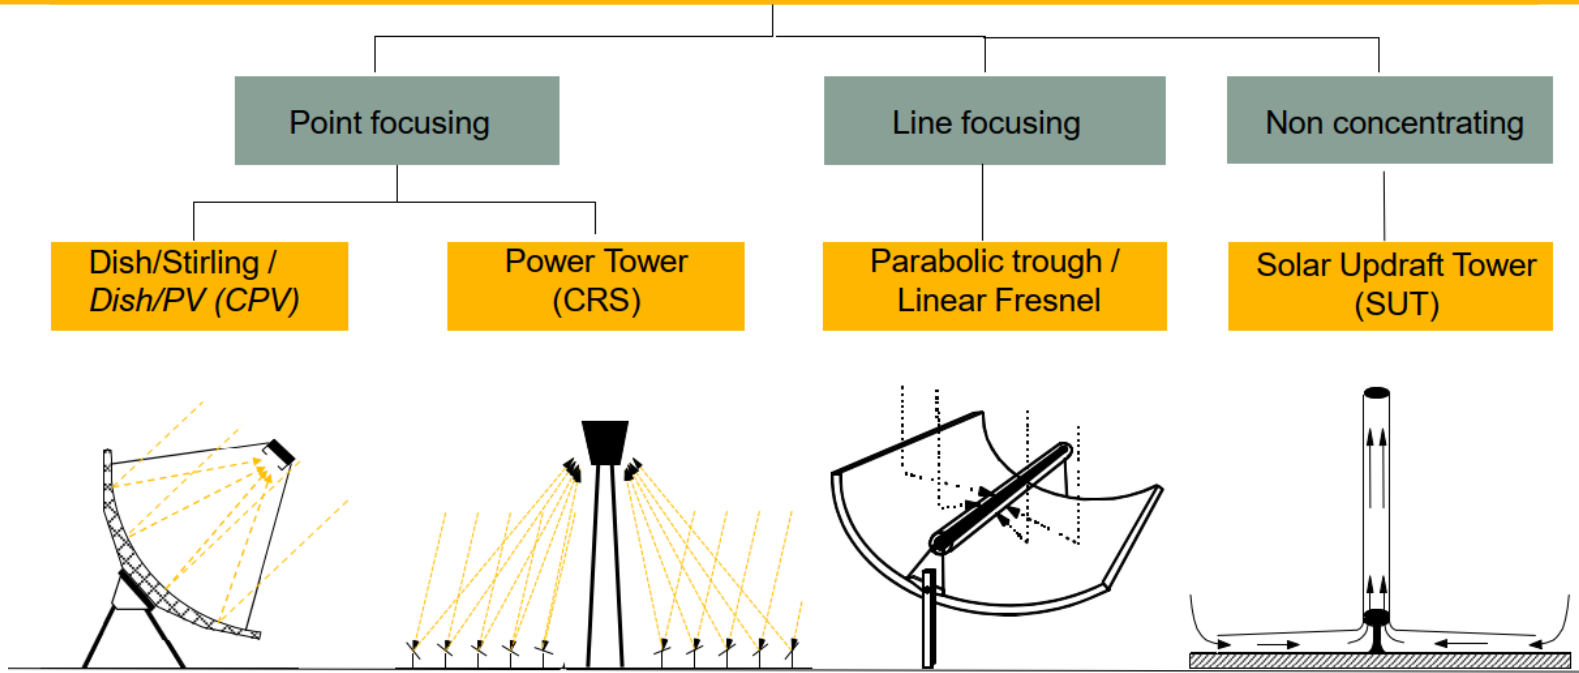 Point focusing
Line focusing
Non concentrating
Dish/Stirling /
Dish/PV (CPV)
Power Tower
(CRS)
Parabolic trough /
Linear Fresnel
Solar Updraft Tower
(SUT)